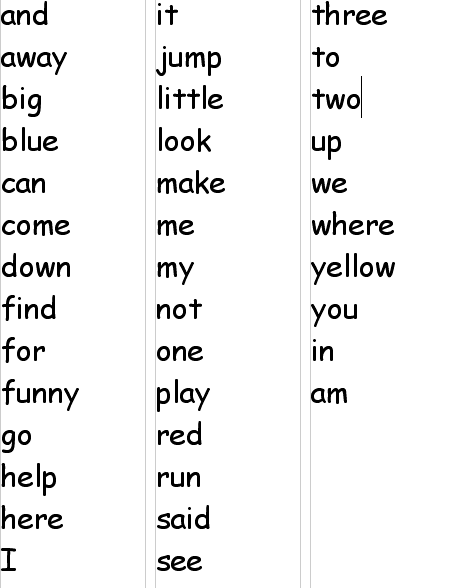 and
away
big
blue
can
come
down
find
for
funny
go
help
here
I
it
jump
little
look
make
me
my
not
one
play
red
run
said
see
three
to
two
up
we
where
yellow
you
in
am